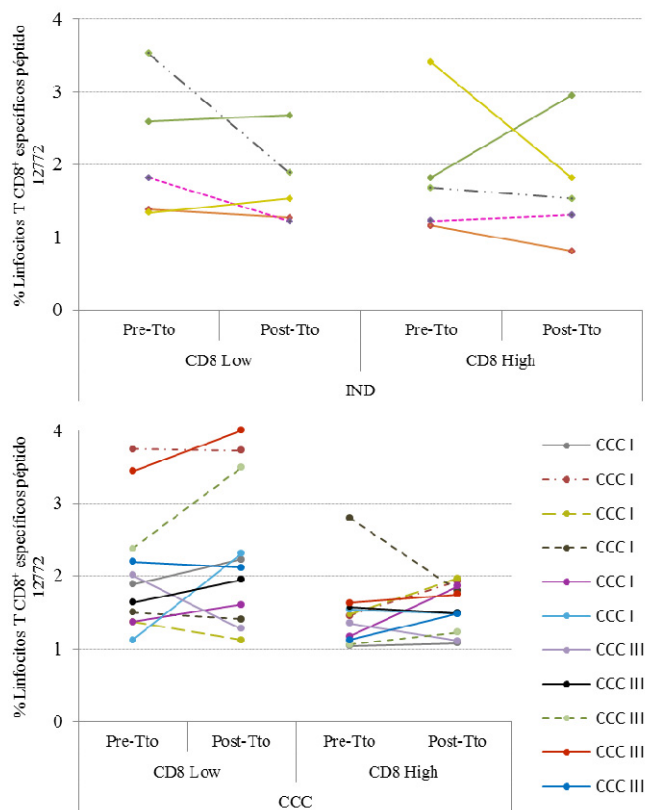 % Linfocitos T CD8+ específicos péptido
12772
4
3
2
1
0
Pre-Tto Post-Tto Pre-Tto Post-Tto
CD8 Low CD8 High
IND
% Linfocitos T CD8+ específicos péptido
12772
4
3
2
1
0
Pre-Tto Post-Tto Pre-Tto Post-Tto
CD8 Low CD8 High
CCC
CCC I
CCC I
CCC I
CCC I
CCC I
CCC I
CCC III
CCC III
CCC III
CCC III
CCC III